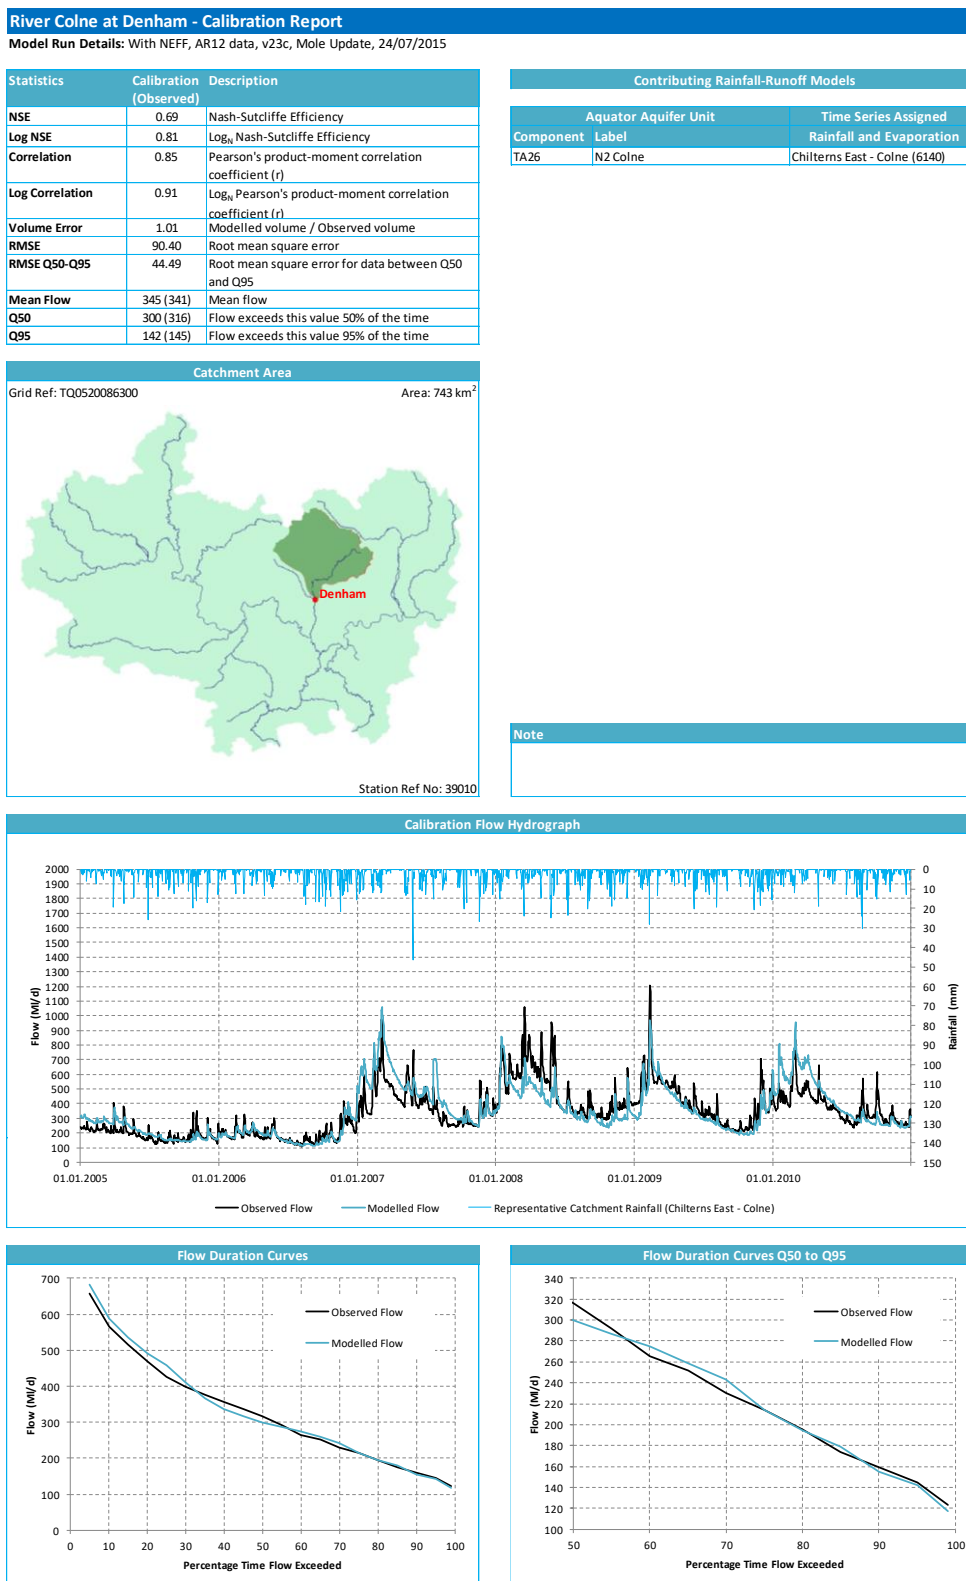 River Colne at Denham - Calibration Report
Model Run Details: With NEFF, AR12 data, v23c, Mole Update, 24/07/2015
Statistics Calibration Description
(Observed)
NSE 0.69 Nash-Sutcliffe Efficiency
Log NSE 0.81 LogN Nash-Sutcliffe Efficiency
Correlation 0.85 Pearson's product-moment correlation
coefficient (r)
Log Correlation 0.91 LogN Pearson's product-moment correlation
coefficient (r)
Volume Error 1.01 Modelled volume / Observed volume
RMSE 90.40 Root mean square error
RMSE Q50-Q95 44.49 Root mean square error for data between Q50
and Q95
Mean Flow 345 (341) Mean flow
Q50 300 (316) Flow exceeds this value 50% of the time
Q95 142 (145) Flow exceeds this value 95% of the time
Contributing Rainfall-Runoff Models
Aquator Aquifer Unit Time Series Assigned
Component Label Rainfall and Evaporation
TA26 N2 Colne Chilterns East - Colne (6140)
Catchment Area
Grid Ref: TQ0520086300 Area: 743 km2
Denham
Station Ref No: 39010
Note
Calibration Flow Hydrograph
2000
1900
1800
1700
1600
1500
1400
1300
1200
1100
1000
900
800
700
600
500
400
300
200
100
0
Flow (Ml/d)
0
10
20
30
40
50
60
70
80
90
100
110
120
130
140
150
Rainfall (mm)
01.01.2005 01.01.2006 01.01.2007 01.01.2008 01.01.2009 01.01.2010
Observed Flow Modelled Flow Representative Catchment Rainfall (Chilterns East - Colne)
Flow Duration Curves
700
600
500
400
300
200
100
0
Flow (Ml/d)
Observed Flow
Modelled Flow
0 10 20 30 40 50 60 70 80 90 100
Percentage Time Flow Exceeded
Flow Duration Curves Q50 to Q95
340
320
300
280
260
240
220
200
180
160
140
120
100
Flow (Ml/d)
Observed Flow
Modelled Flow
50 60 70 80 90 100
Percentage Time Flow Exceeded